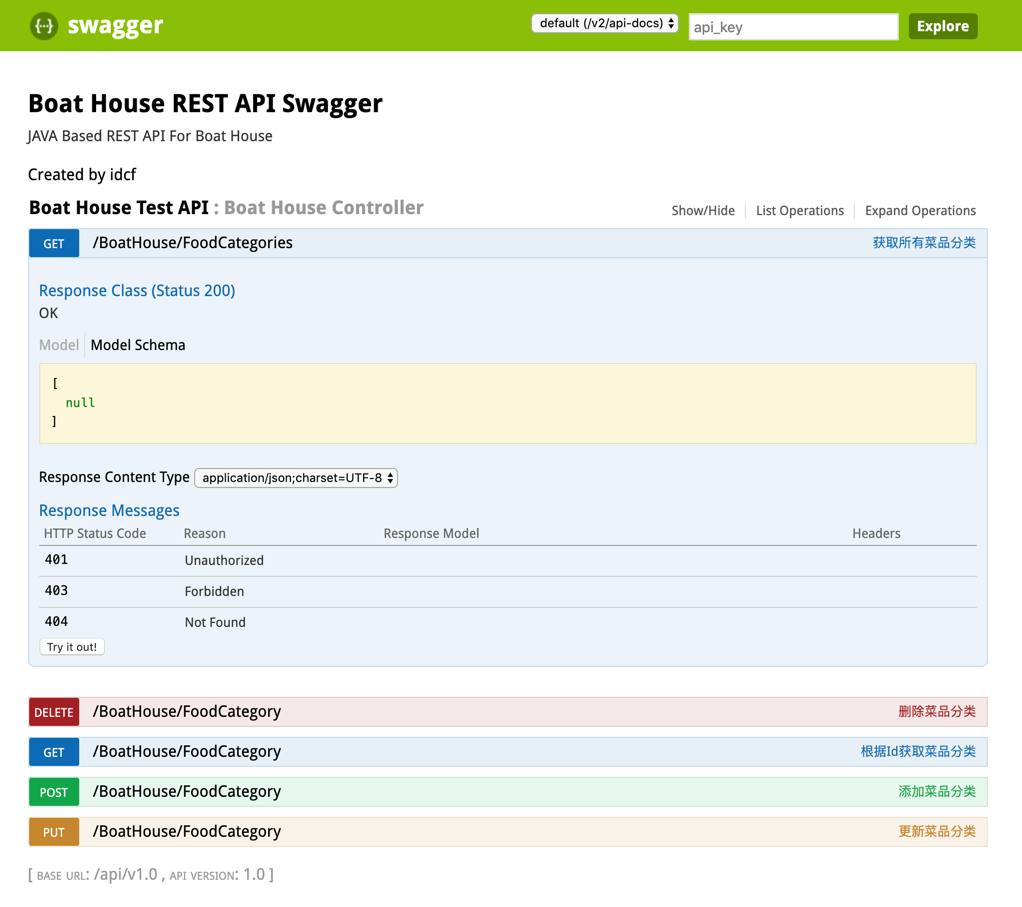 {···} swagger default (/v2/api-docs) api_key Explore
Boat House REST API Swagger
JAVA Based REST API For Boat House
Created by idcf
Boat House Test API : Boat House Controller Show/Hide List Operations Expand Operations
GET /BoatHouse/FoodCategories 获取所有菜品分类
Response Class (Status 200)
OK
Model Model Schema
[
null
]
Response Content Type application/json;charset=UTF-8
Response Messages
HTTP Status Code Reason Response Model Headers
401 Unauthorized
403 Forbidden
404 Not Found
Try it out!
DELETE /BoatHouse/FoodCategory 删除菜品分类
GET /BoatHouse/FoodCategory 根据Id获取菜品分类
POST /BoatHouse/FoodCategory 添加菜品分类
PUT /BoatHouse/FoodCategory 更新菜品分类
[ BASE URL: /api/v1.0 , API VERSION: 1.0 ]